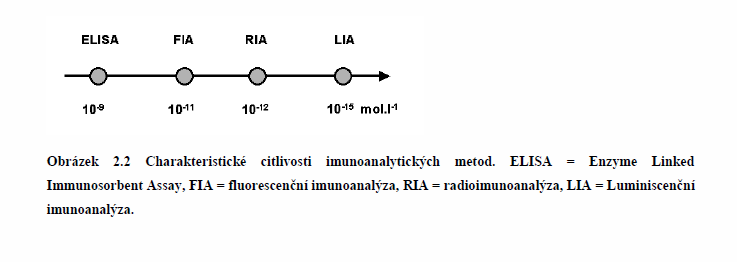 ELISA FIA RIA LIA
10⁻⁹ 10⁻¹¹ 10⁻¹² 10⁻¹⁵ mol.l⁻¹
Obrázek 2.2 Charakteristické citlivosti imunoanalytických metod. ELISA = Enzyme Linked
Immunosorbent Assay, FIA = fluorescenční imunoanalýza, RIA = radioimunoanalýza, LIA = Luminiscenční
imunoanalýza.